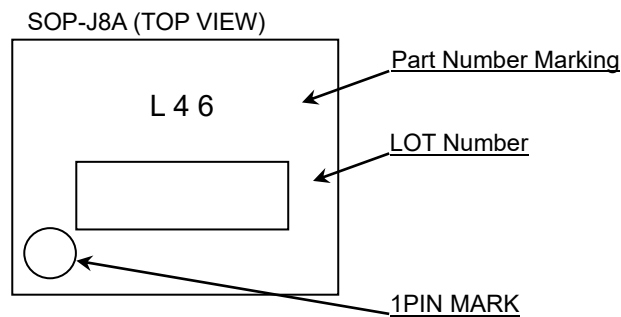 SOP-J8A (TOP VIEW)
Part Number Marking
L 4 6
LOT Number
1PIN MARK